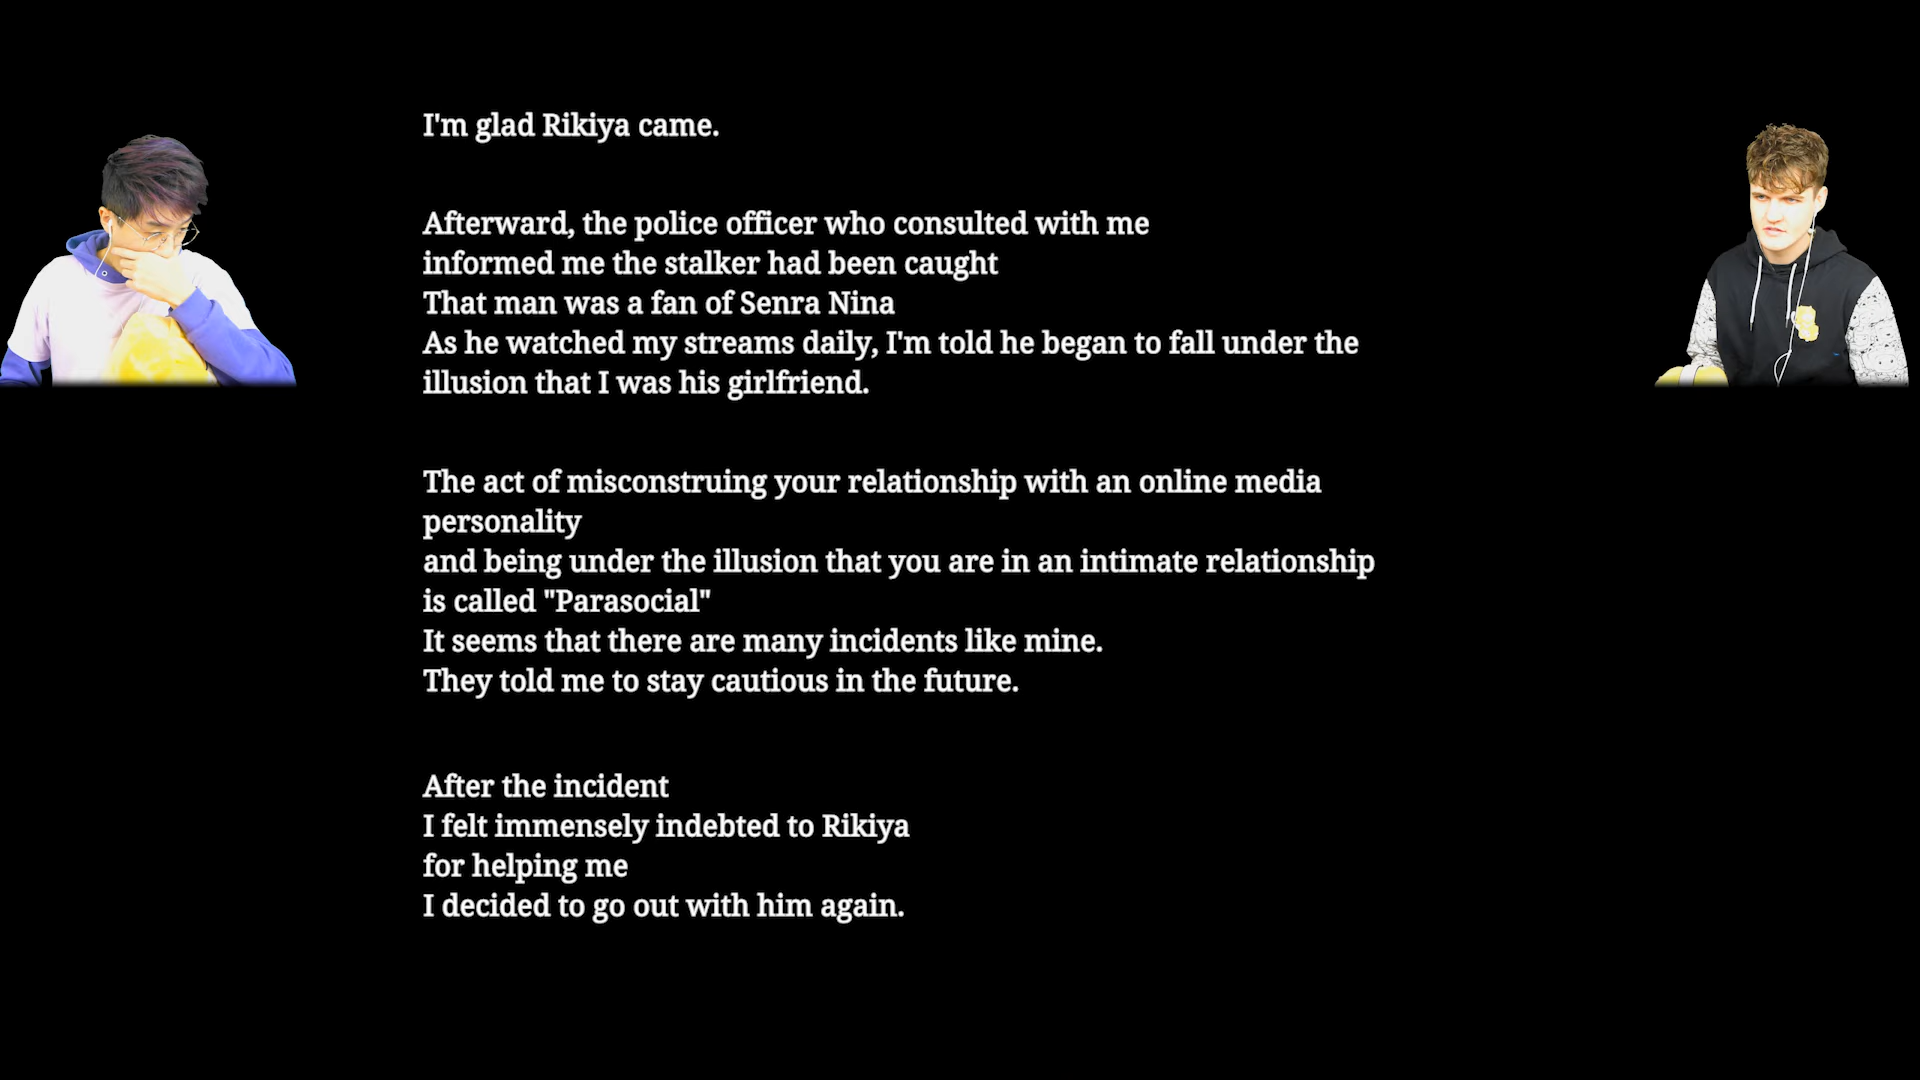 I'm glad Rikiya came.
Afterward, the police officer who consulted with me
informed me the stalker had been caught
That man was a fan of Senra Nina
As he watched my streams daily, I'm told he began to fall under the
illusion that I was his girlfriend.
The act of misconstruing your relationship with an online media
personality
and being under the illusion that you are in an intimate relationship
is called "Parasocial"
It seems that there are many incidents like mine.
They told me to stay cautious in the future.
After the incident
I felt immensely indebted to Rikiya
for helping me
I decided to go out with him again.